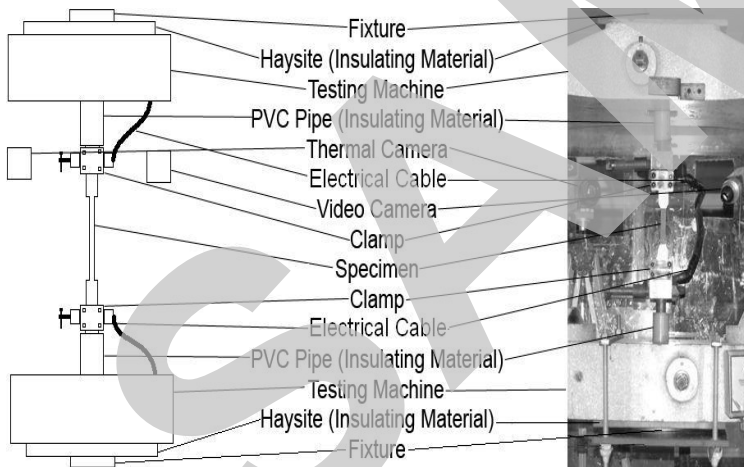 Fixture
Haysite (Insulating Material)
Testing Machine
PVC Pipe (Insulating Material)
Thermal Camera
Electrical Cable
Video Camera
Clamp
Specimen
Clamp
Electrical Cable
PVC Pipe (Insulating Material)
Testing Machine
Haysite (Insulating Material)
Fixture